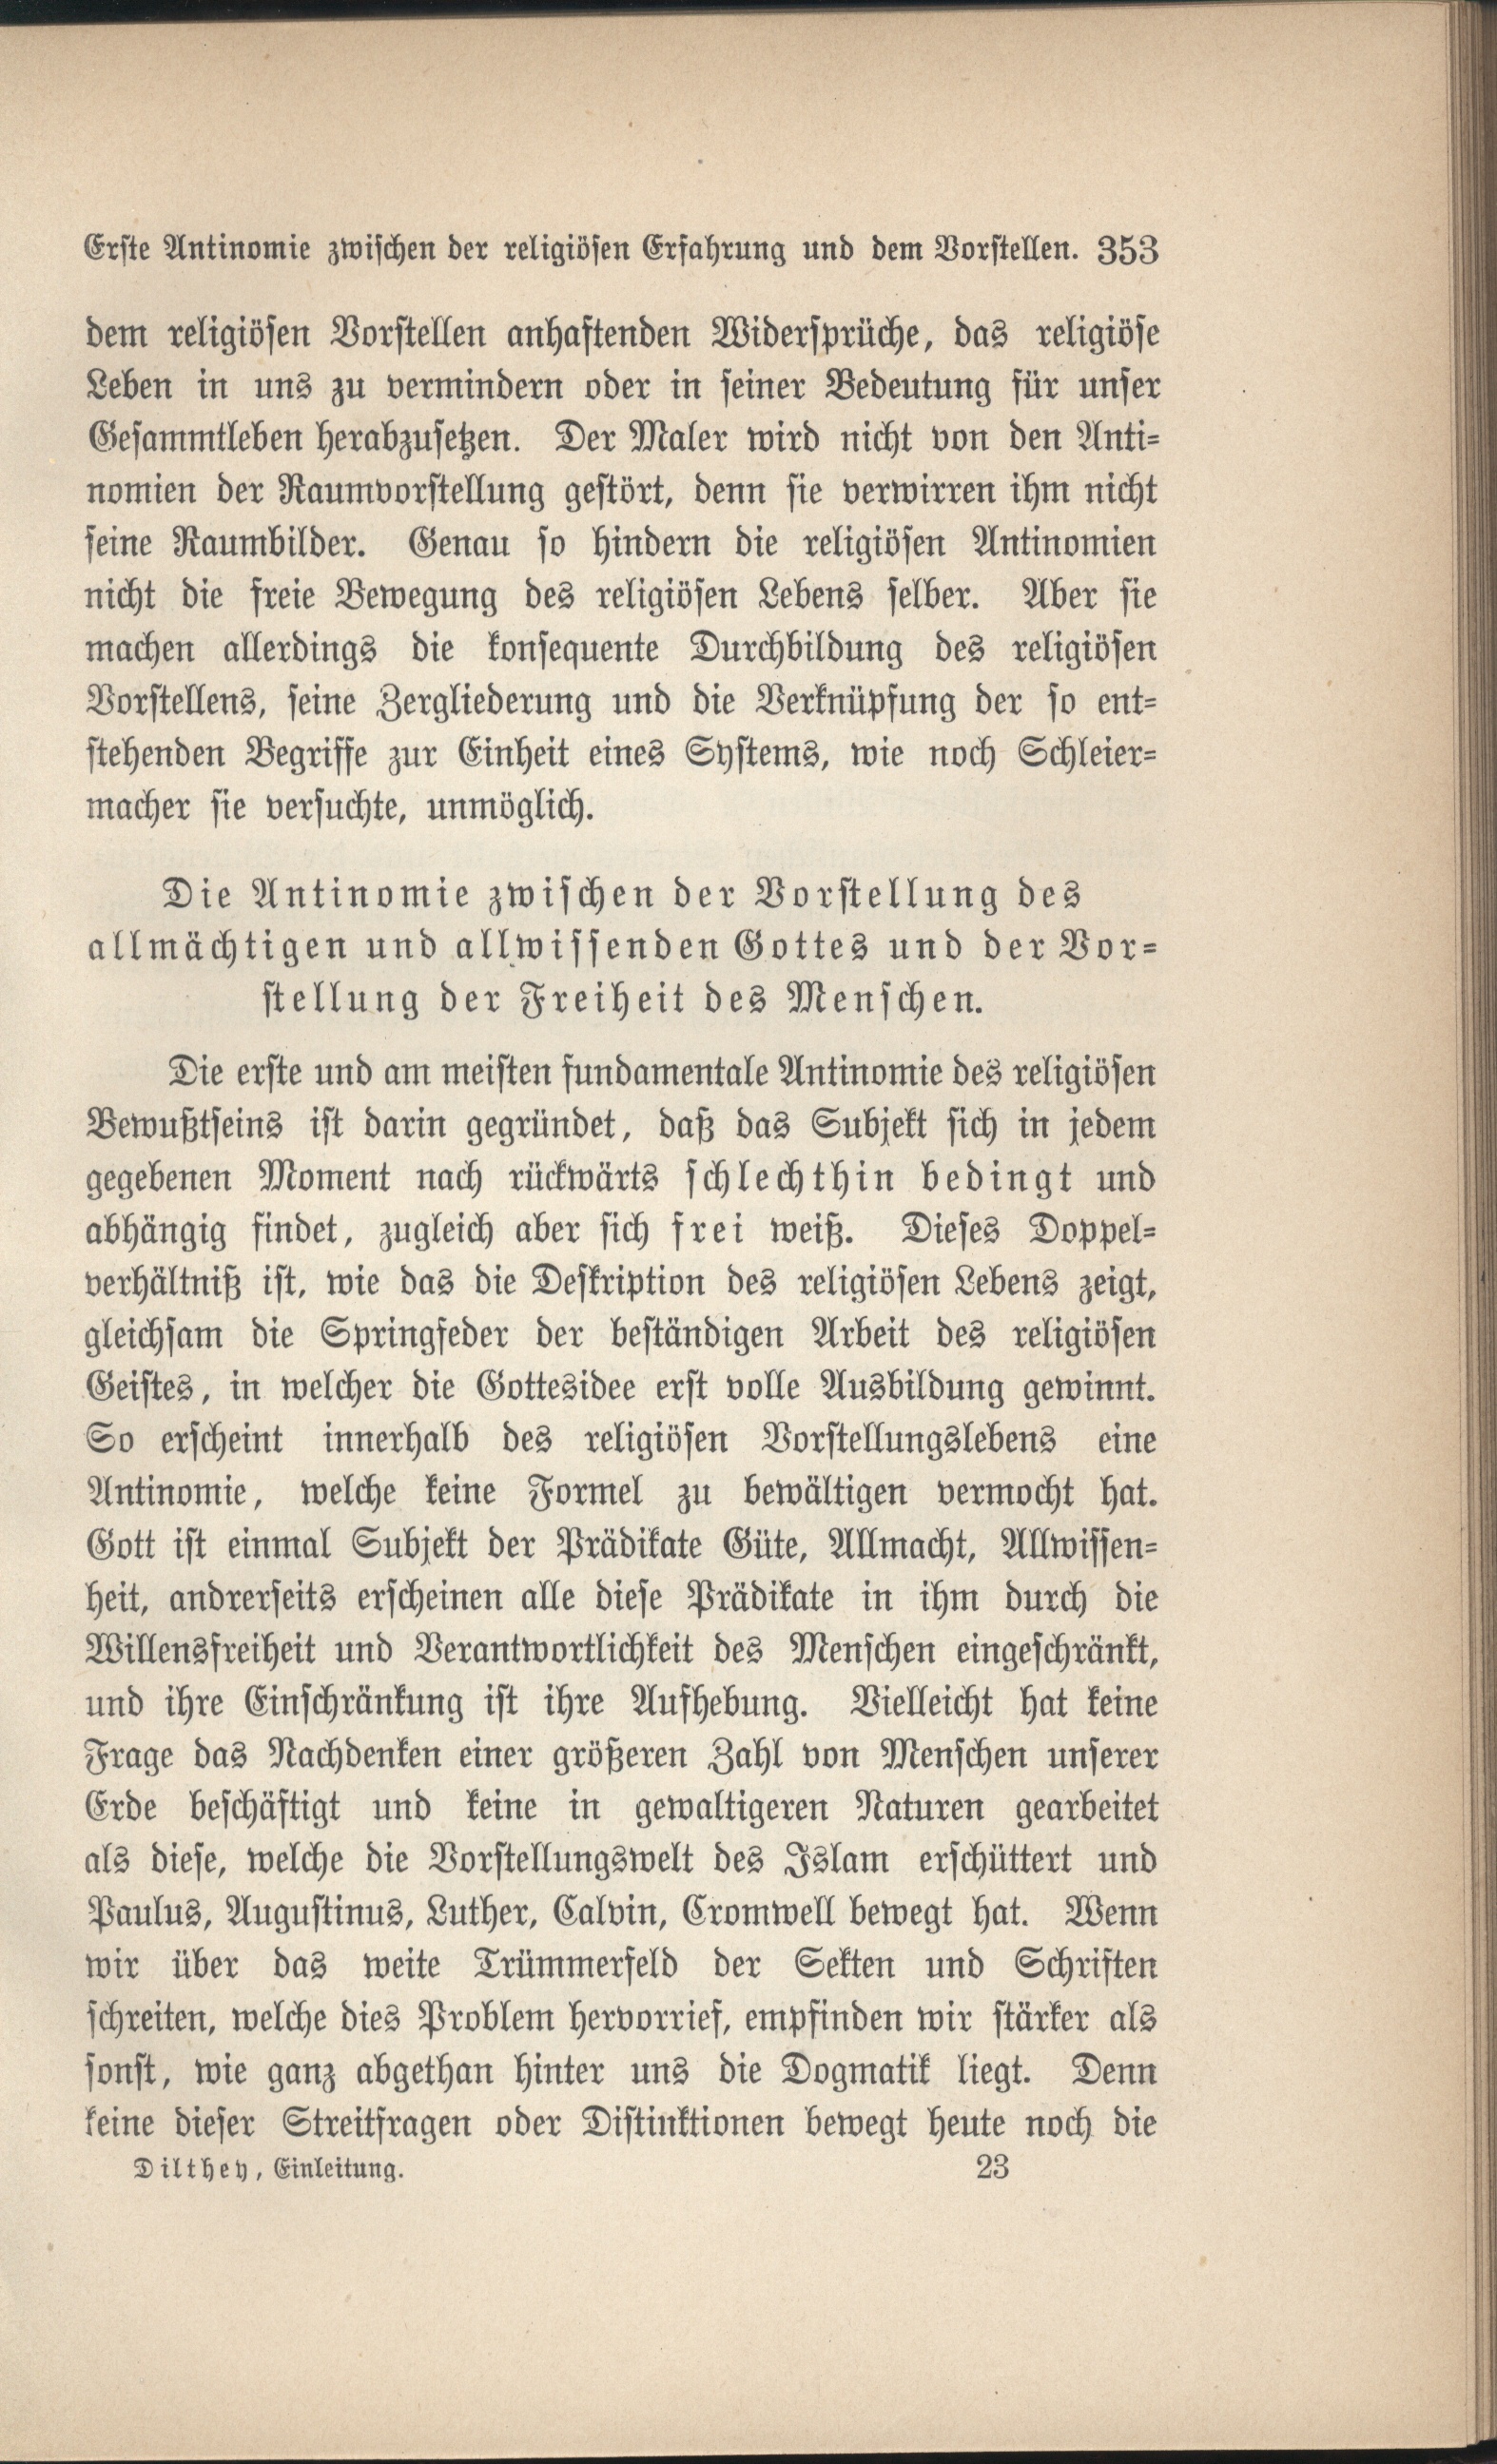 Erste Antinomie zwischen der religiösen Erfahrung und dem Vorstellen. 353
dem religiösen Vorstellen anhaftenden Widersprüche, das religiöse
Leben in uns zu vermindern oder in seiner Bedeutung für unser
Gesammtleben herabzusetzen. Der Maler wird nicht von den Anti-
nomien der Raumvorstellung gestört, denn sie verwirren ihm nicht
seine Raumbilder. Genau so hindern die religiösen Antinomien
nicht die freie Bewegung des religiösen Lebens selber. Aber sie
machen allerdings die konsequente Durchbildung des religiösen
Vorstellens, seine Zergliederung und die Verknüpfung der so ent-
stehenden Begriffe zur Einheit eines Systems, wie noch Schleier-
macher sie versuchte, unmöglich.
Die Antinomie zwischen der Vorstellung des
allmächtigen und allwissenden Gottes und der Vor-
stellung der Freiheit des Menschen.
Die erste und am meisten fundamentale Antinomie des religiösen
Bewußtseins ist darin gegründet, daß das Subjekt sich in jedem
gegebenen Moment nach rückwärts schlechthin bedingt und
abhängig findet, zugleich aber sich frei weiß. Dieses Doppel-
verhältniß ist, wie das die Deskription des religiösen Lebens zeigt,
gleichsam die Springfeder der beständigen Arbeit des religiösen
Geistes, in welcher die Gottesidee erst volle Ausbildung gewinnt.
So erscheint innerhalb des religiösen Vorstellungslebens eine
Antinomie, welche keine Formel zu bewältigen vermocht hat.
Gott ist einmal Subjekt der Prädikate Güte, Allmacht, Allwissen-
heit, andrerseits erscheinen alle diese Prädikate in ihm durch die
Willensfreiheit und Verantwortlichkeit des Menschen eingeschränkt,
und ihre Einschränkung ist ihre Aufhebung. Vielleicht hat keine
Frage das Nachdenken einer größeren Zahl von Menschen unserer
Erde beschäftigt und keine in gewaltigeren Naturen gearbeitet
als diese, welche die Vorstellungswelt des Islam erschüttert und
Paulus, Augustinus, Luther, Calvin, Cromwell bewegt hat. Wenn
wir über das weite Trümmerfeld der Sekten und Schriften
schreiten, welche dies Problem hervorrief, empfinden wir stärker als
sonst, wie ganz abgethan hinter uns die Dogmatik liegt. Denn
keine dieser Streitfragen oder Distinktionen bewegt heute noch die
Dilthey, Einleitung. 23